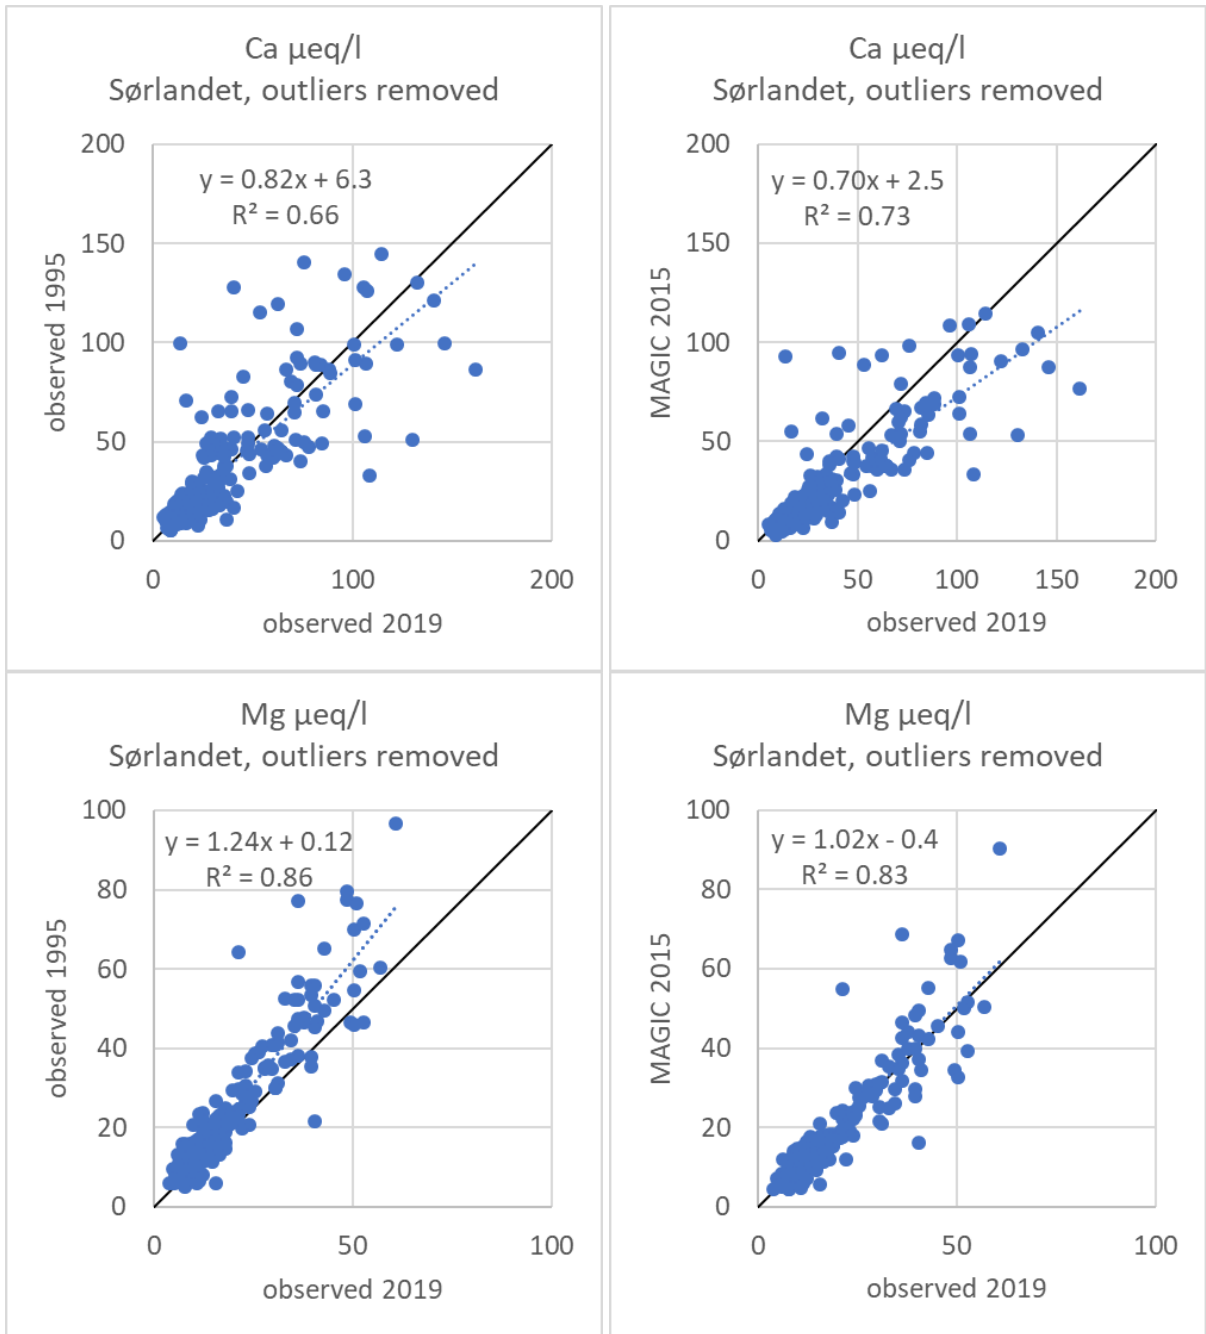 Ca µeq/l
Sørlandet, outliers removed
200
150
100
50
0
y = 0.82x + 6.3
R² = 0.66
observed 1995
0
100
200
observed 2019
Ca µeq/l
Sørlandet, outliers removed
200
150
100
50
0
y = 0.70x + 2.5
R² = 0.73
MAGIC 2015
0
50
100
150
200
observed 2019
Mg µeq/l
Sørlandet, outliers removed
100
80
60
40
20
0
y = 1.24x + 0.12
R² = 0.86
observed 1995
0
50
100
observed 2019
Mg µeq/l
Sørlandet, outliers removed
100
80
60
40
20
0
y = 1.02x - 0.4
R² = 0.83
MAGIC 2015
0
50
100
observed 2019